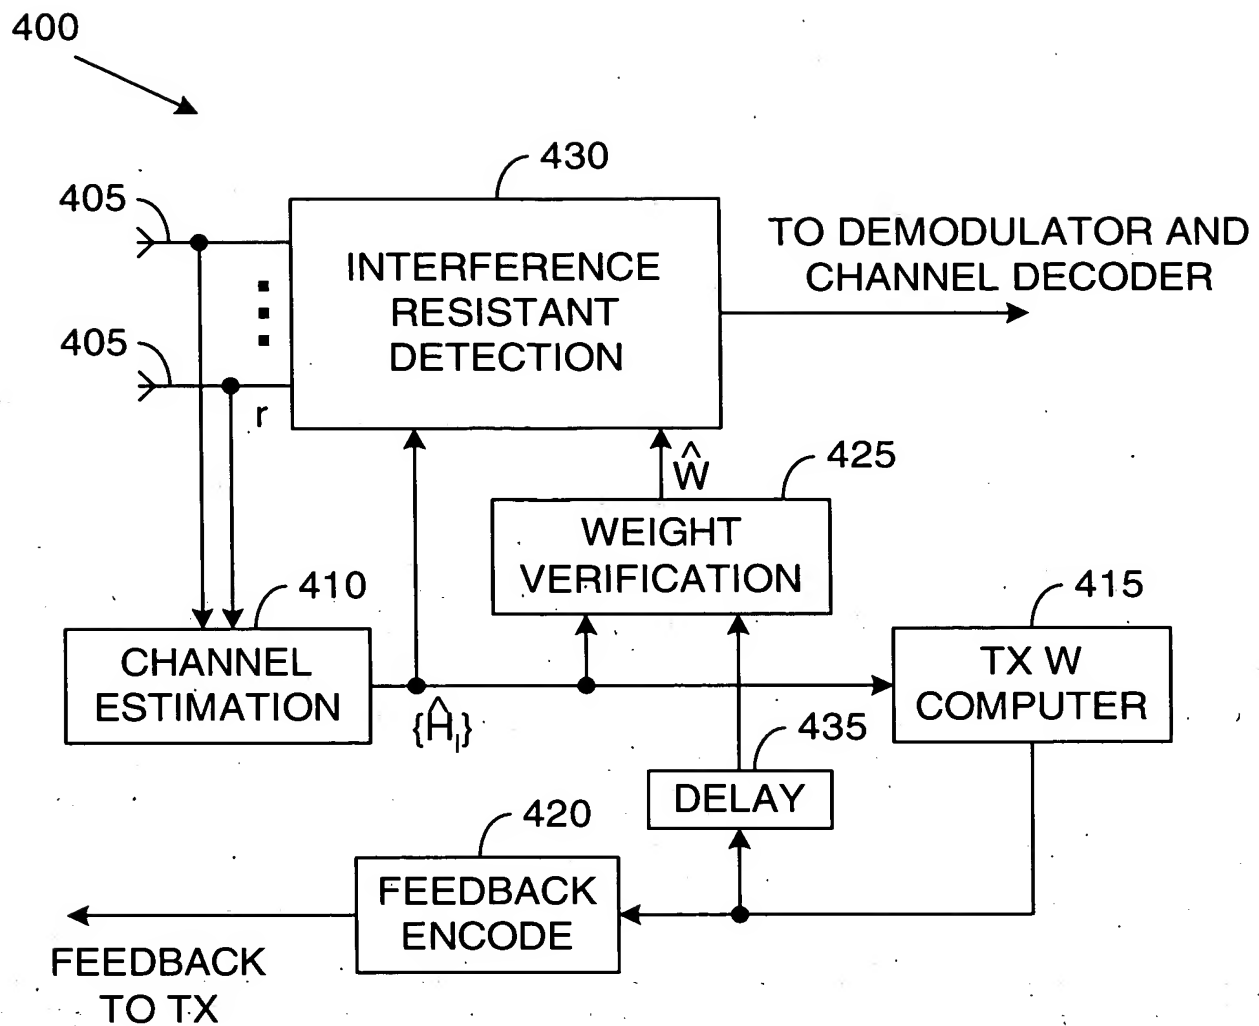 400
430
405
INTERFERENCE
RESISTANT
DETECTION
TO DEMODULATOR AND
CHANNEL DECODER
405
r
Ŵ
425
WEIGHT
VERIFICATION
410
CHANNEL
ESTIMATION
{Ĥ_l}
415
TX W
COMPUTER
435
DELAY
420
FEEDBACK
ENCODE
FEEDBACK
TO TX